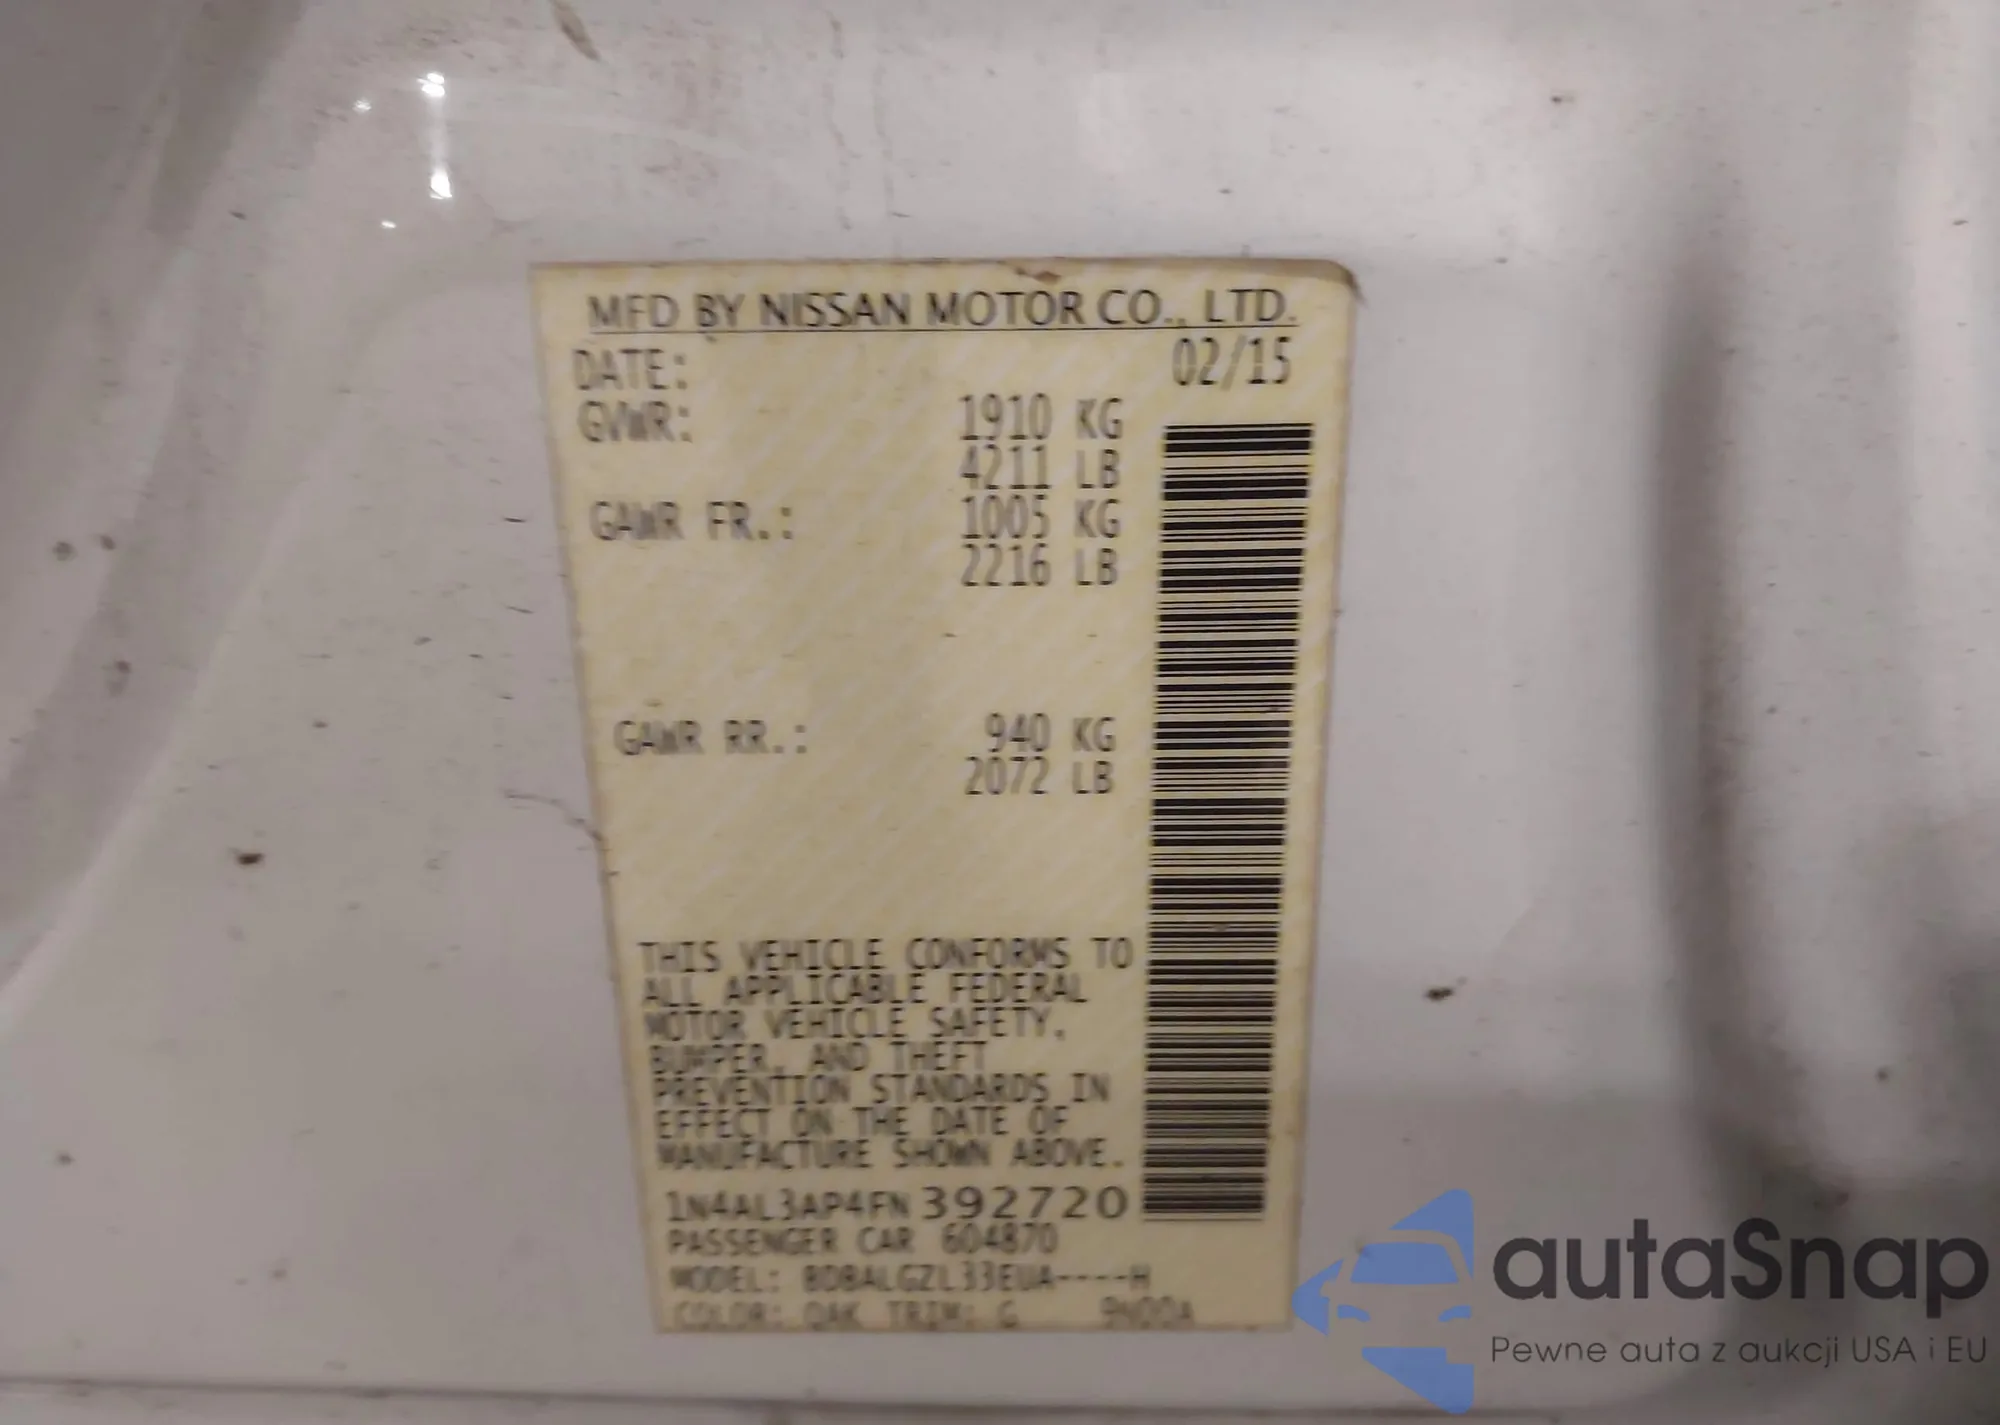 MFD BY NISSAN MOTOR CO., LTD.
DATE: 02/15
GVWR: 1910 KG
4211 LB
GAWR FR.: 1005 KG
2216 LB
GAWR RR.: 940 KG
2072 LB
THIS VEHICLE CONFORMS TO
ALL APPLICABLE FEDERAL
MOTOR VEHICLE SAFETY,
BUMPER, AND THEFT
PREVENTION STANDARDS IN
EFFECT ON THE DATE OF
MANUFACTURE SHOWN ABOVE.
1N4AL3AP4FN392720
PASSENGER CAR 604870
MODEL: BDBALGZL33EUA----H
COLOR: QAK TRIM: G 9N00A
autaSnap
Pewne auta z aukcji USA i EU